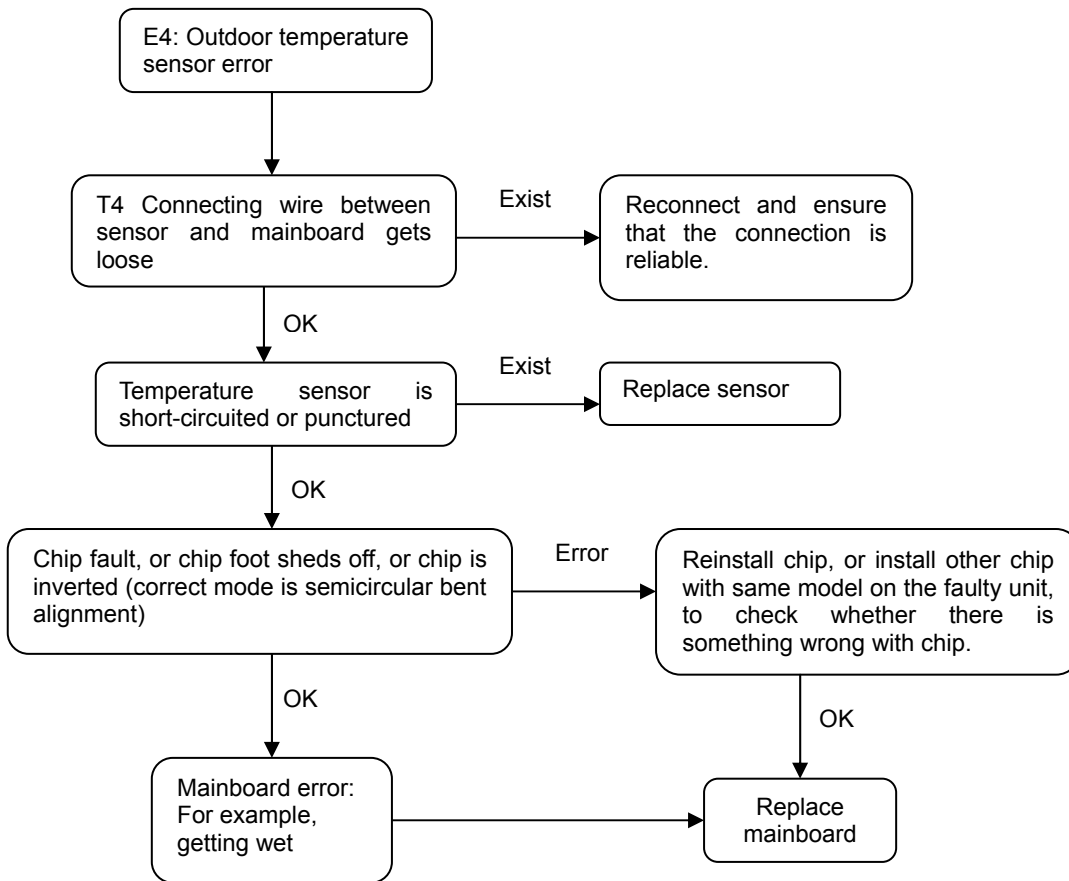 E4: Outdoor temperature
sensor error
T4 Connecting wire between
sensor and mainboard gets
loose
Exist
Reconnect and ensure
that the connection is
reliable.
OK
Temperature sensor is
short-circuited or punctured
Exist
Replace sensor
OK
Chip fault, or chip foot sheds off, or chip is
inverted (correct mode is semicircular bent
alignment)
Error
Reinstall chip, or install other chip
with same model on the faulty unit,
to check whether there is
something wrong with chip.
OK
OK
Mainboard error:
For example,
getting wet
Replace
mainboard